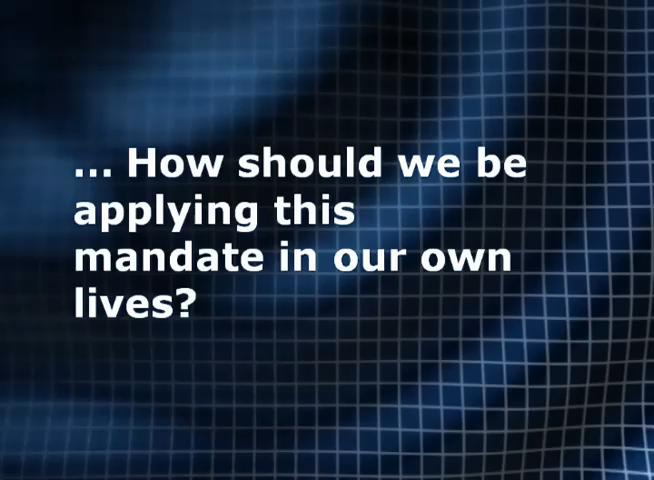 ... How should we be
applying this
mandate in our own
lives?